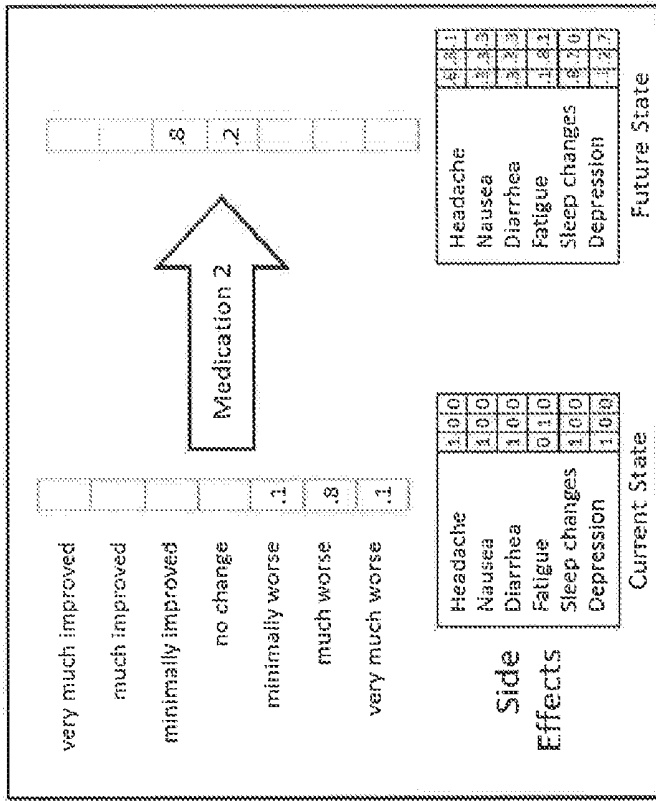 very much improved
much improved
minimally improved .8
no change .2
minimally worse .1
much worse .8
very much worse .1
Medication 2
Side
Effects
Headache 1 0 0
Nausea 1 0 0
Diarrhea 1 0 0
Fatigue 0 1 0
Sleep changes 1 0 0
Depression 1 0 0
Current State
Headache
Nausea
Diarrhea
Fatigue .1 .8 .1
Sleep changes
Depression
Future State